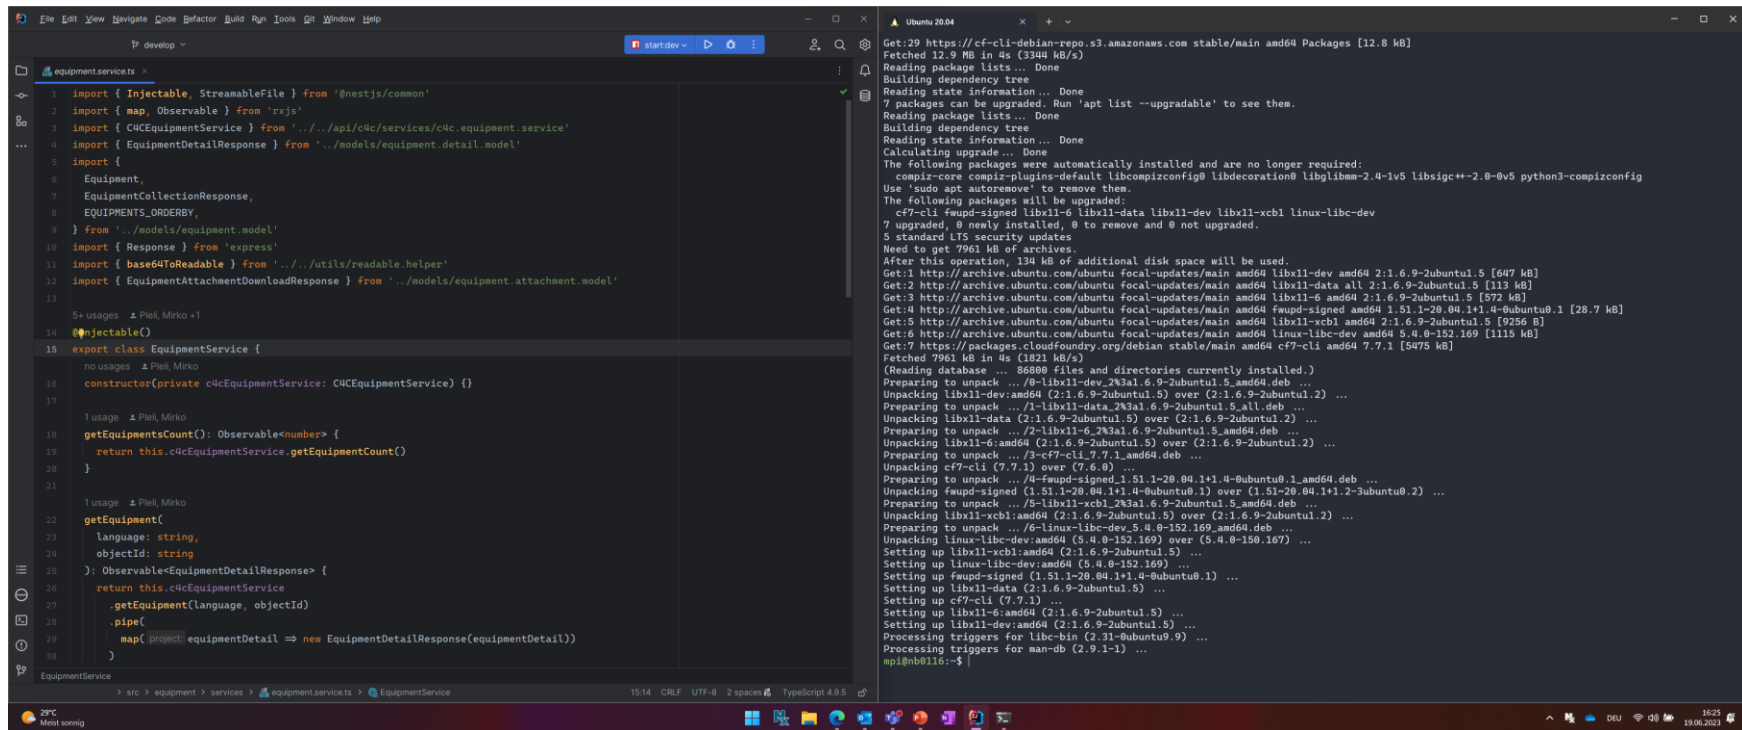 File Edit View Navigate Code Refactor Build Run Tools Git Window Help
develop
start:dev
equipment.service.ts
1 import { Injectable, StreamableFile } from '@nestjs/common'
2 import { map, Observable } from 'rxjs'
3 import { C4CEquipmentService } from '../../api/c4c/services/c4c.equipment.service'
4 import { EquipmentDetailResponse } from '../models/equipment.detail.model'
5 import {
6 Equipment,
7 EquipmentCollectionResponse,
8 EQUIPMENTS_ORDERBY,
9 } from '../models/equipment.model'
10 import { Response } from 'express'
11 import { base64ToReadable } from '../../utils/readable.helper'
12 import { EquipmentAttachmentDownloadResponse } from '../models/equipment.attachment.model'
13
5+ usages Pleli, Mirko +1
14 @Injectable()
15 export class EquipmentService {
no usages Pleli, Mirko
16 constructor(private c4cEquipmentService: C4CEquipmentService) {}
17
1 usage Pleli, Mirko
18 getEquipmentsCount(): Observable<number> {
19 return this.c4cEquipmentService.getEquipmentCount()
20 }
21
1 usage Pleli, Mirko
22 getEquipment(
23 language: string,
24 objectId: string
25 ): Observable<EquipmentDetailResponse> {
26 return this.c4cEquipmentService
27 .getEquipment(language, objectId)
28 .pipe(
29 map( project: equipmentDetail => new EquipmentDetailResponse(equipmentDetail))
30 )
EquipmentService
> src > equipment > services > equipment.service.ts > EquipmentService
15:14 CRLF UTF-8 2 spaces TypeScript 4.9.5
Ubuntu 20.04
Get:29 https://cf-cli-debian-repo.s3.amazonaws.com stable/main amd64 Packages [12.8 kB]
Fetched 12.9 MB in 4s (3344 kB/s)
Reading package lists... Done
Building dependency tree
Reading state information... Done
7 packages can be upgraded. Run 'apt list --upgradable' to see them.
Reading package lists... Done
Building dependency tree
Reading state information... Done
Calculating upgrade... Done
The following packages were automatically installed and are no longer required:
compiz-core compiz-plugins-default libcompizconfig0 libdecoration0 libglibmm-2.4-1v5 libsigc++-2.0-0v5 python3-compizconfig
Use 'sudo apt autoremove' to remove them.
The following packages will be upgraded:
cf7-cli fwupd-signed libx11-6 libx11-data libx11-dev libx11-xcb1 linux-libc-dev
7 upgraded, 0 newly installed, 0 to remove and 0 not upgraded.
5 standard LTS security updates
Need to get 7961 kB of archives.
After this operation, 134 kB of additional disk space will be used.
Get:1 http://archive.ubuntu.com/ubuntu focal-updates/main amd64 libx11-dev amd64 2:1.6.9-2ubuntu1.5 [647 kB]
Get:2 http://archive.ubuntu.com/ubuntu focal-updates/main amd64 libx11-data all 2:1.6.9-2ubuntu1.5 [113 kB]
Get:3 http://archive.ubuntu.com/ubuntu focal-updates/main amd64 libx11-6 amd64 2:1.6.9-2ubuntu1.5 [572 kB]
Get:4 http://archive.ubuntu.com/ubuntu focal-updates/main amd64 fwupd-signed amd64 1.51.1~20.04.1+1.4-0ubuntu0.1 [28.7 kB]
Get:5 http://archive.ubuntu.com/ubuntu focal-updates/main amd64 libx11-xcb1 amd64 2:1.6.9-2ubuntu1.5 [9256 B]
Get:6 http://archive.ubuntu.com/ubuntu focal-updates/main amd64 linux-libc-dev amd64 5.4.0-152.169 [1115 kB]
Get:7 https://packages.cloudfoundry.org/debian stable/main amd64 cf7-cli amd64 7.7.1 [5475 kB]
Fetched 7961 kB in 4s (1821 kB/s)
(Reading database ... 86800 files and directories currently installed.)
Preparing to unpack .../0-libx11-dev_2%3a1.6.9-2ubuntu1.5_amd64.deb ...
Unpacking libx11-dev:amd64 (2:1.6.9-2ubuntu1.5) over (2:1.6.9-2ubuntu1.2) ...
Preparing to unpack .../1-libx11-data_2%3a1.6.9-2ubuntu1.5_all.deb ...
Unpacking libx11-data (2:1.6.9-2ubuntu1.5) over (2:1.6.9-2ubuntu1.2) ...
Preparing to unpack .../2-libx11-6_2%3a1.6.9-2ubuntu1.5_amd64.deb ...
Unpacking libx11-6:amd64 (2:1.6.9-2ubuntu1.5) over (2:1.6.9-2ubuntu1.2) ...
Preparing to unpack .../3-cf7-cli_7.7.1_amd64.deb ...
Unpacking cf7-cli (7.7.1) over (7.6.0) ...
Preparing to unpack .../4-fwupd-signed_1.51.1~20.04.1+1.4-0ubuntu0.1_amd64.deb ...
Unpacking fwupd-signed (1.51.1~20.04.1+1.4-0ubuntu0.1) over (1.51~20.04.1+1.2-3ubuntu0.2) ...
Preparing to unpack .../5-libx11-xcb1_2%3a1.6.9-2ubuntu1.5_amd64.deb ...
Unpacking libx11-xcb1:amd64 (2:1.6.9-2ubuntu1.5) over (2:1.6.9-2ubuntu1.2) ...
Preparing to unpack .../6-linux-libc-dev_5.4.0-152.169_amd64.deb ...
Unpacking linux-libc-dev:amd64 (5.4.0-152.169) over (5.4.0-150.167) ...
Setting up libx11-xcb1:amd64 (2:1.6.9-2ubuntu1.5) ...
Setting up linux-libc-dev:amd64 (5.4.0-152.169) ...
Setting up fwupd-signed (1.51.1~20.04.1+1.4-0ubuntu0.1) ...
Setting up libx11-data (2:1.6.9-2ubuntu1.5) ...
Setting up cf7-cli (7.7.1) ...
Setting up libx11-6:amd64 (2:1.6.9-2ubuntu1.5) ...
Setting up libx11-dev:amd64 (2:1.6.9-2ubuntu1.5) ...
Processing triggers for libc-bin (2.31-0ubuntu9.9) ...
Processing triggers for man-db (2.9.1-1) ...
mpi@nb0116:~$
29°C
Meist sonnig
DEU
16:25
19.06.2023